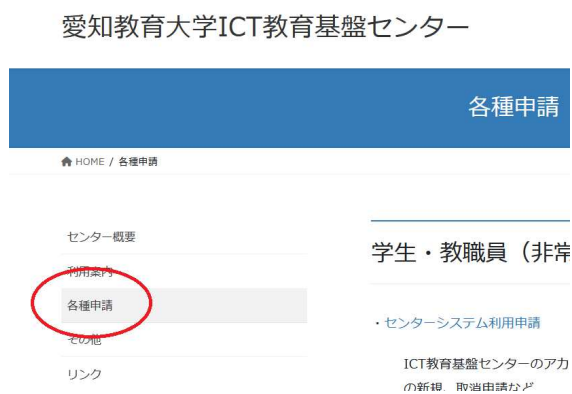 愛知教育大学ICT教育基盤センター
各種申請
HOME / 各種申請
センター概要
利用案内
各種申請
その他
リンク
学生・教職員（非常
・センターシステム利用申請
ICT教育基盤センターのアカ
の新規、取消申請など